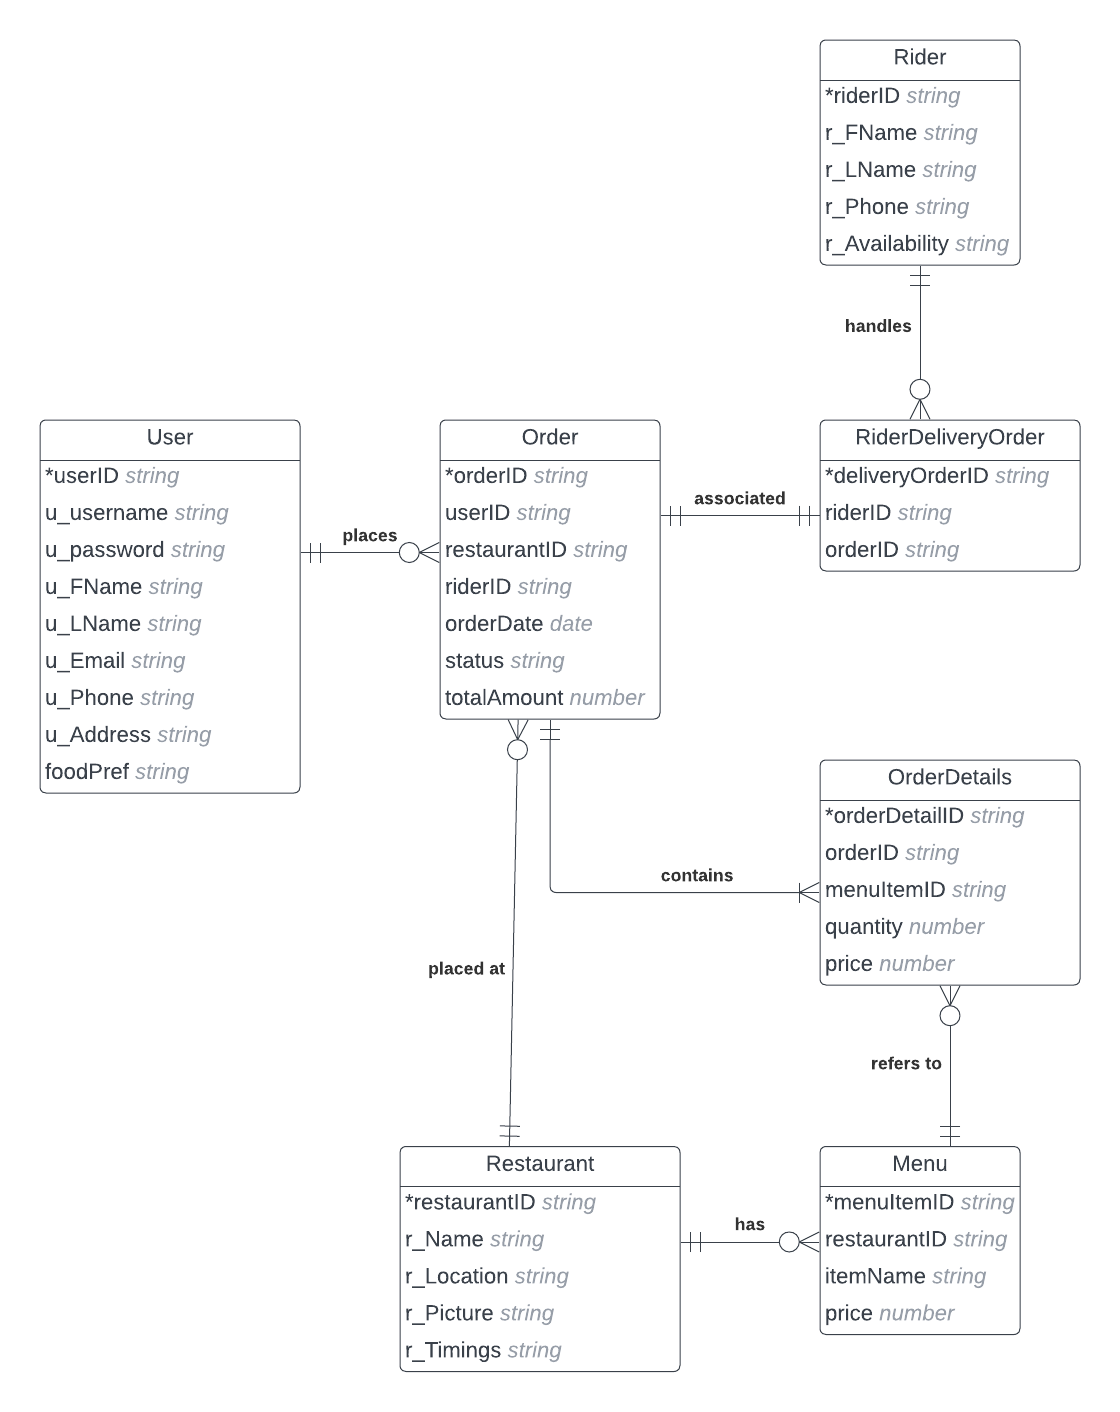 Rider
*riderID string
r_FName string
r_LName string
r_Phone string
r_Availability string
handles
User
*userID string
u_username string
u_password string
u_FName string
u_LName string
u_Email string
u_Phone string
u_Address string
foodPref string
places
Order
*orderID string
userID string
restaurantID string
riderID string
orderDate date
status string
totalAmount number
associated
RiderDeliveryOrder
*deliveryOrderID string
riderID string
orderID string
contains
OrderDetails
*orderDetailID string
orderID string
menuItemID string
quantity number
price number
placed at
refers to
Restaurant
*restaurantID string
r_Name string
r_Location string
r_Picture string
r_Timings string
has
Menu
*menuItemID string
restaurantID string
itemName string
price number